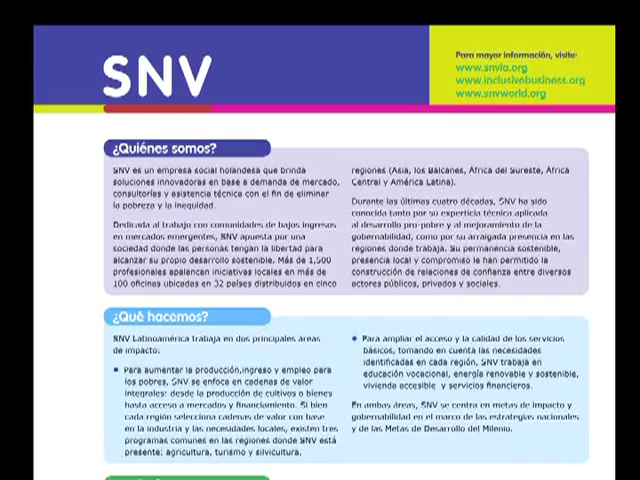 SNV
Para mayor información, visite:
www.snvla.org
www.inclusivebusiness.org
www.snvworld.org
¿Quiénes somos?
SNV es un empresa social holandesa que brinda
soluciones innovadoras en base a demanda de mercado,
consultorías y asistencia técnica con el fin de eliminar
la pobreza y la inequidad.
Dedicada al trabajo con comunidades de bajos ingresos
en mercados emergentes, SNV apuesta por una
sociedad donde las personas tengan la libertad para
alcanzar su propio desarrollo sostenible. Más de 1,500
profesionales apalancan iniciativas locales en más de
100 oficinas ubicadas en 32 países distribuidos en cinco
regiones (Asia, los Balcanes, África del Sureste, África
Central y América Latina).
Durante las últimas cuatro décadas, SNV ha sido
conocida tanto por su experticia técnica aplicada
al desarrollo pro-pobre y al mejoramiento de la
gobernabilidad, como por su arraigada presencia en las
regiones donde trabaja. Su permanencia sostenible,
presencia local y compromiso le han permitido la
construcción de relaciones de confianza entre diversos
actores públicos, privados y sociales.
¿Qué hacemos?
SNV Latinoamérica trabaja en dos principales áreas
de impacto:
• Para aumentar la producción,ingreso y empleo para
los pobres, SNV se enfoca en cadenas de valor
integrales: desde la producción de cultivos o bienes
hasta acceso a mercados y financiamiento. Si bien
cada región selecciona cadenas de valor con base
en la industria y las necesidades locales, existen tres
programas comunes en las regiones donde SNV está
presente: agricultura, turismo y silvicultura.
• Para ampliar el acceso y la calidad de los servicios
básicos, tomando en cuenta las necesidades
identificadas en cada región, SNV trabaja en
educación vocacional, energía renovable y sostenible,
vivienda accesible y servicios financieros.
En ambas áreas, SNV se centra en metas de impacto y
gobernabilidad en el marco de las estrategias nacionales
y de las Metas de Desarrollo del Milenio.